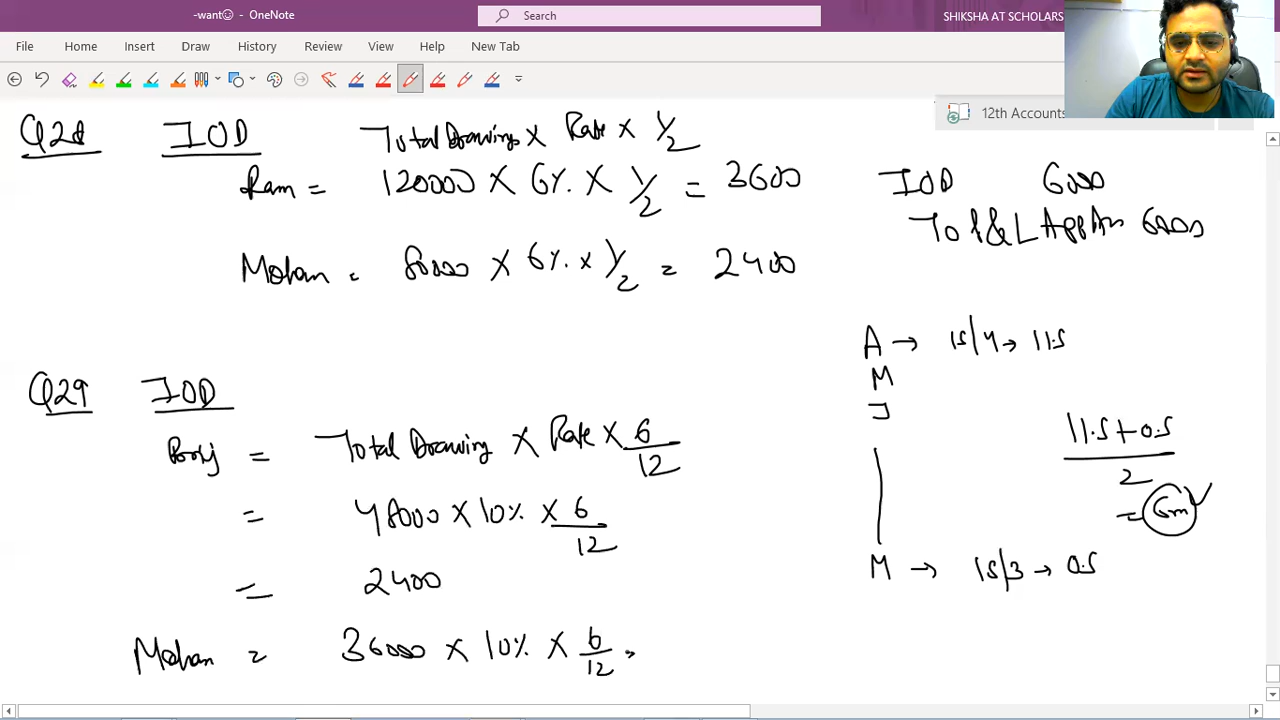 -want☺ - OneNote
Search
SHIKSHA AT SCHOLARS
File Home Insert Draw History Review View Help New Tab
12th Accounts
Q28 IOD Total Drawings X Rate X 1/2
Ram = 120000 X 6% X 1/2 = 3600
IOD 6000
To P&L App A/c 6000
Mohan = 80000 X 6% X 1/2 = 2400
A → 15/4 → 11.5
M
J
Q29 IOD
= Total Drawing X Rate X 6/12
11.5 + 0.5 / 2
= 48000 X 10% X 6/12
= 6m
M → 15/3 → 0.5
= 2400
Mohan = 36000 X 10% X 6/12